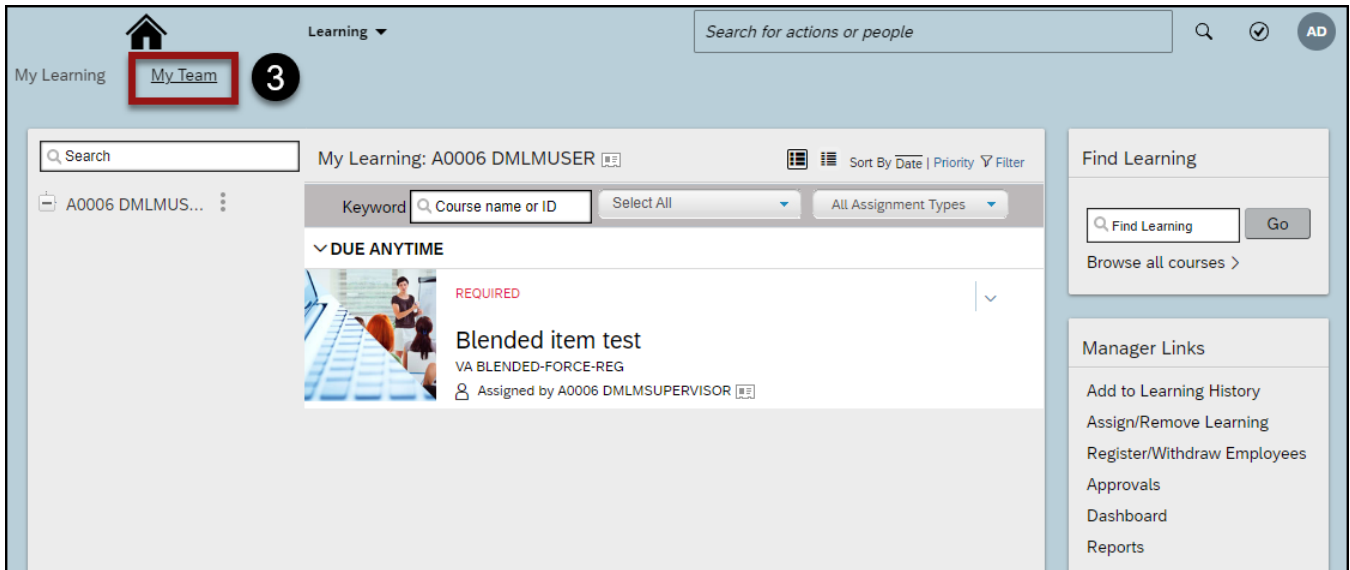 Learning
Search for actions or people
AD
My Learning
My Team
3
Search
A0006 DMLMUS...
My Learning: A0006 DMLMUSER
Sort By Date | Priority Filter
Keyword
Course name or ID
Select All
All Assignment Types
DUE ANYTIME
REQUIRED
Blended item test
VA BLENDED-FORCE-REG
Assigned by A0006 DMLMSUPERVISOR
Find Learning
Find Learning
Go
Browse all courses >
Manager Links
Add to Learning History
Assign/Remove Learning
Register/Withdraw Employees
Approvals
Dashboard
Reports